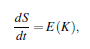 dS/dt = E(K),